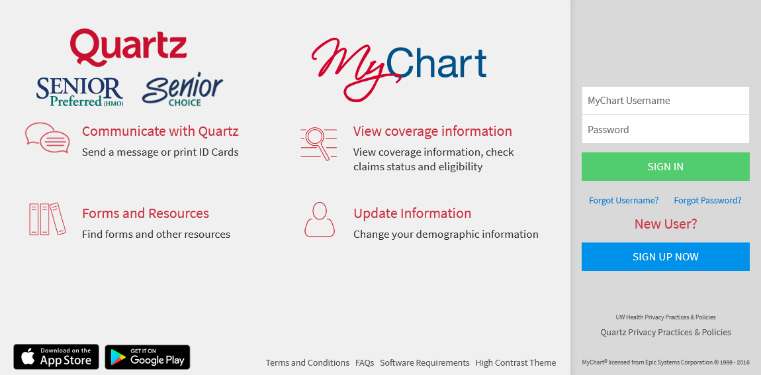 Quartz
SENIOR
Preferred (HMO)
Senior
CHOICE
MyChart
Communicate with Quartz
Send a message or print ID Cards
View coverage information
View coverage information, check
claims status and eligibility
Forms and Resources
Find forms and other resources
Update Information
Change your demographic information
Download on the
App Store
GET IT ON
Google Play
Terms and Conditions FAQs Software Requirements High Contrast Theme
MyChart Username
Password
SIGN IN
Forgot Username? Forgot Password?
New User?
SIGN UP NOW
UW Health Privacy Practices & Policies
Quartz Privacy Practices & Policies
MyChart® licensed from Epic Systems Corporation © 1999 - 2016